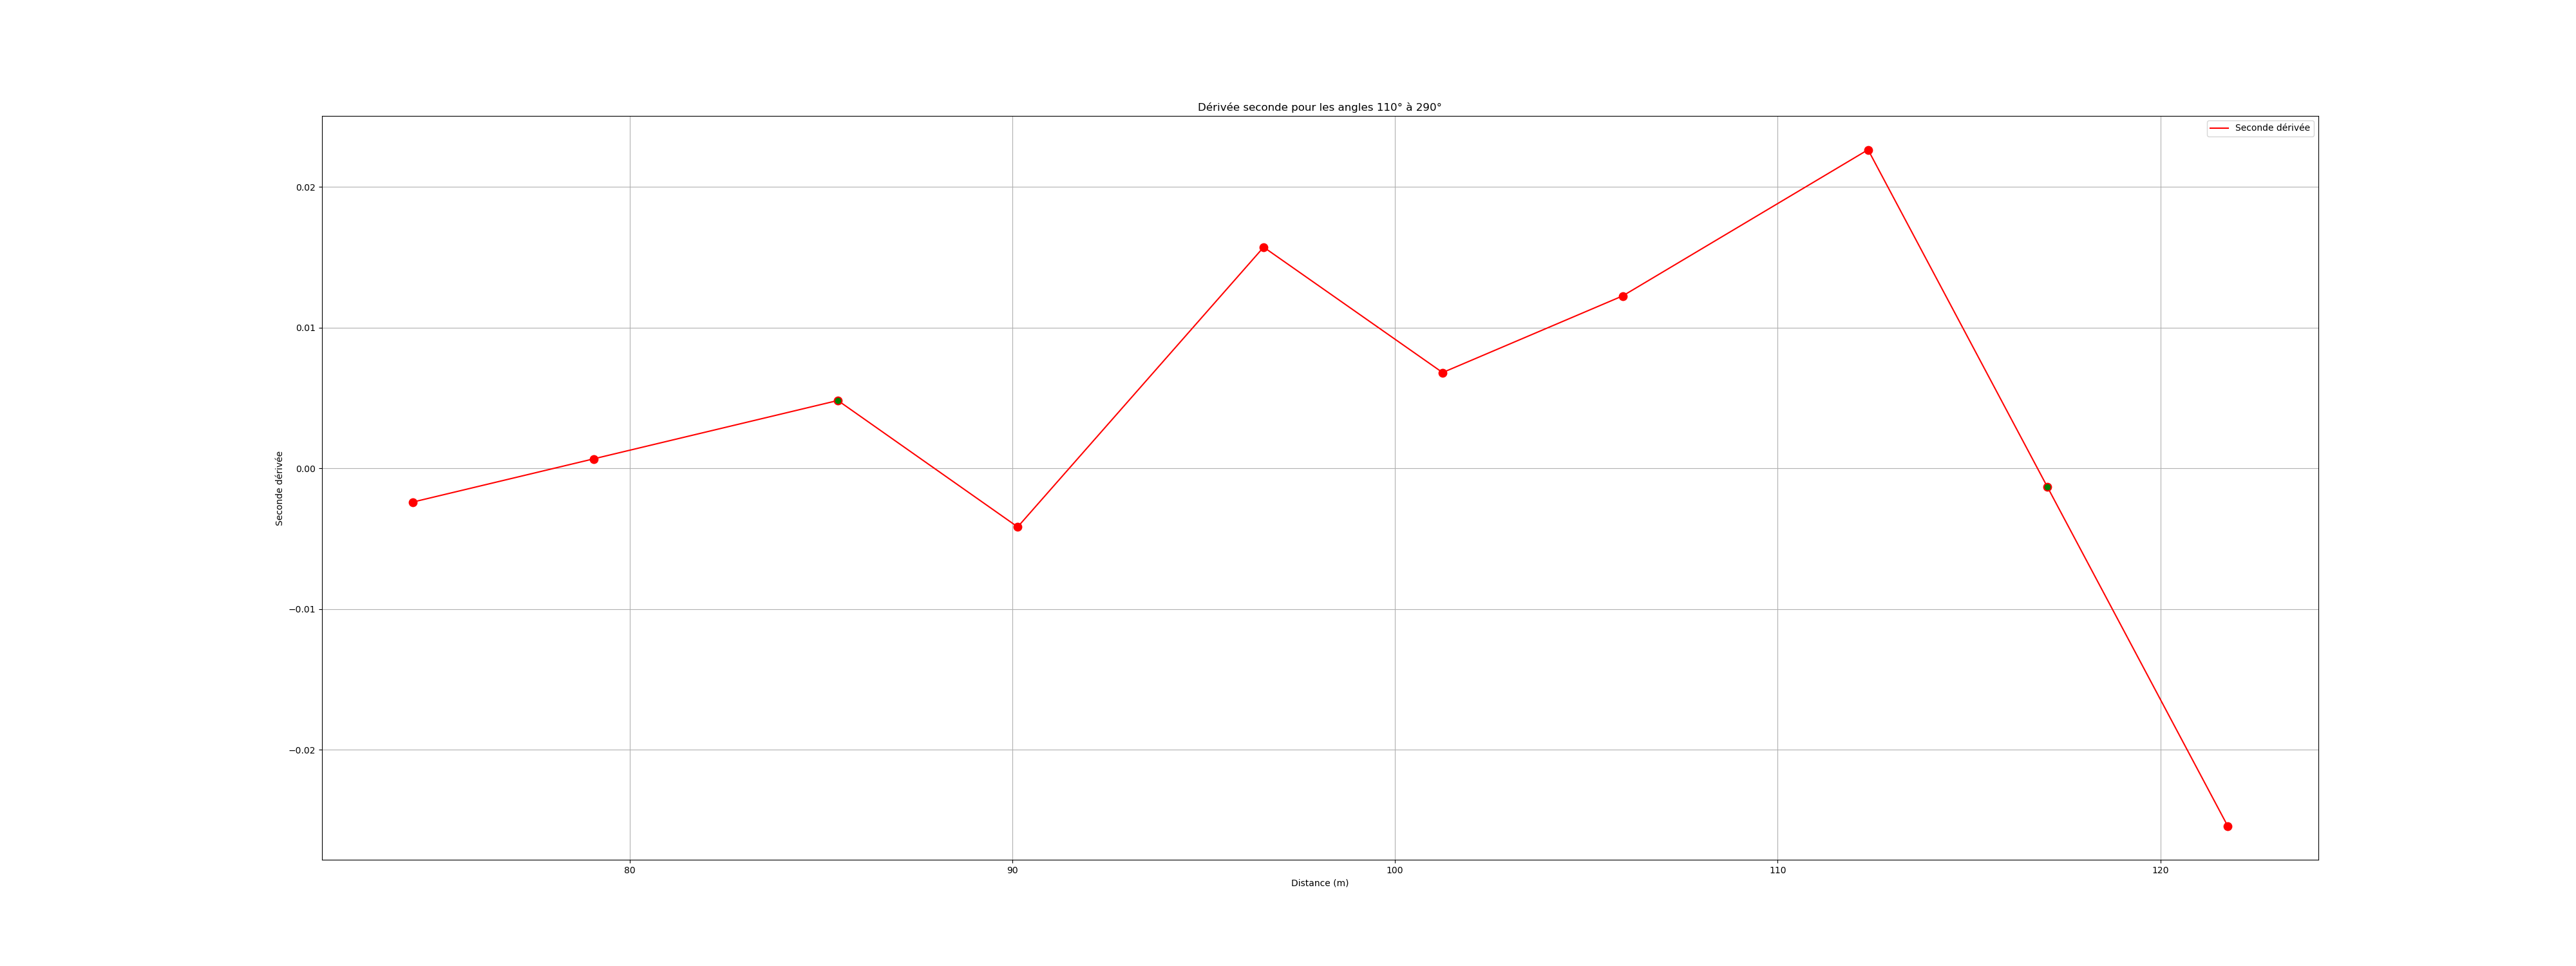 Dérivée seconde pour les angles 110° à 290°
Seconde dérivée
0.02
0.01
0.00
−0.01
−0.02
Seconde dérivée
80
90
100
110
120
Distance (m)